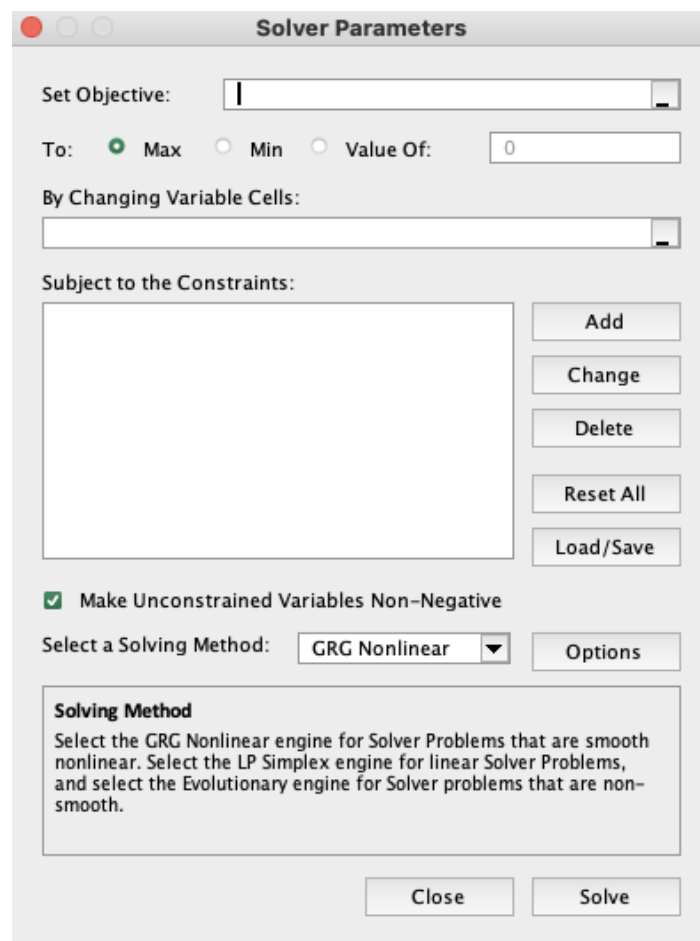 Solver Parameters
Set Objective:
To: Max Min Value Of: 0
By Changing Variable Cells:
Subject to the Constraints:
Add
Change
Delete
Reset All
Load/Save
Make Unconstrained Variables Non-Negative
Select a Solving Method: GRG Nonlinear Options
Solving Method
Select the GRG Nonlinear engine for Solver Problems that are smooth
nonlinear. Select the LP Simplex engine for linear Solver Problems,
and select the Evolutionary engine for Solver problems that are non-
smooth.
Close Solve